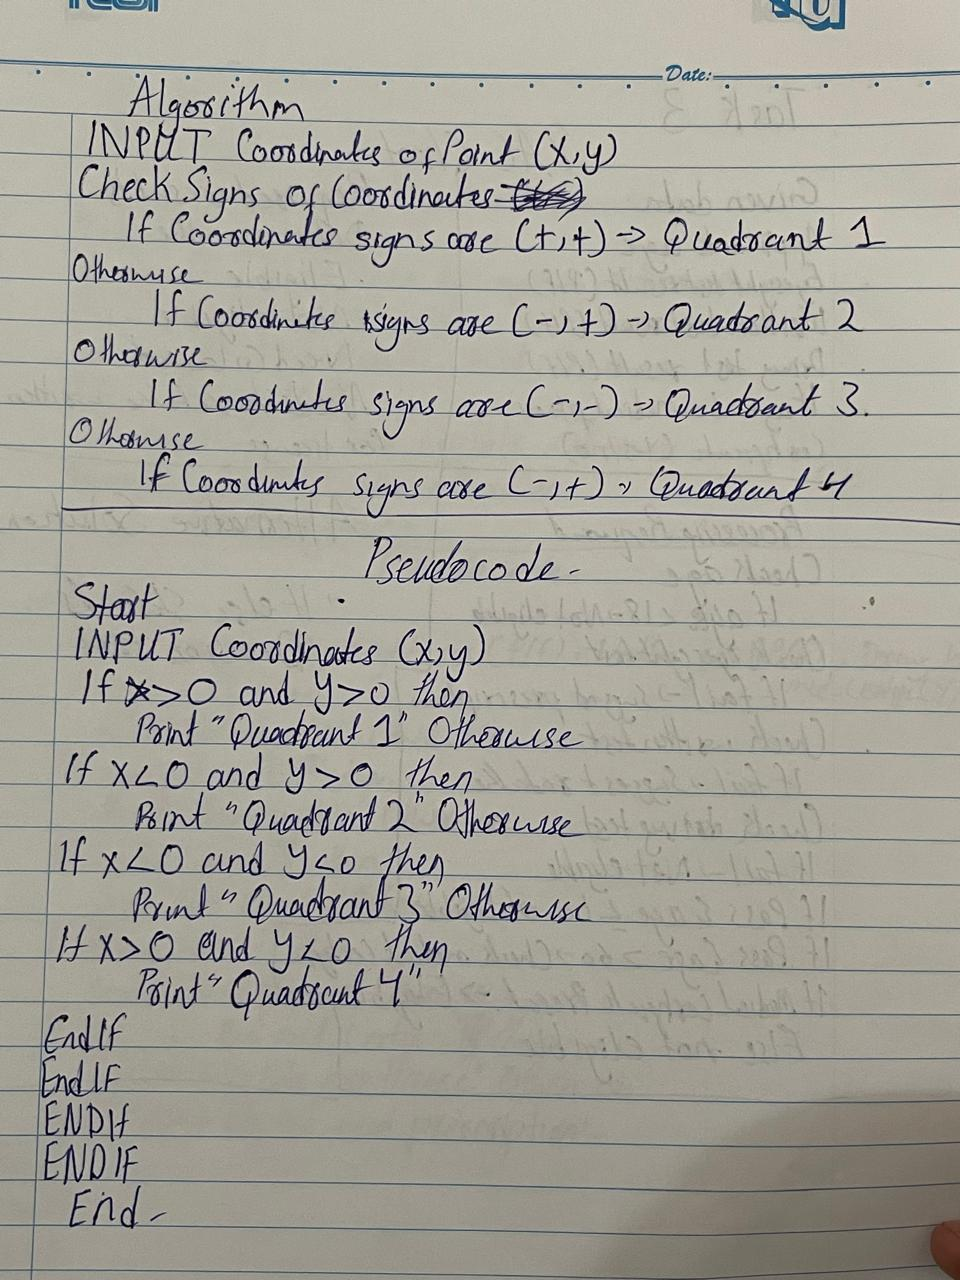 Date:
Algorithm
INPUT Coordinates of Point (x,y)
Check Signs of Coordinates
If Coordinates signs are (+,+) → Quadrant 1
Otherwise
If Coordinates signs are (-,+) → Quadrant 2
Otherwise
If Coordinates signs are (-,-) → Quadrant 3.
Otherwise
If Coordinates signs are (-,+) → Quadrant 4
Pseudocode-
Start
INPUT Coordinates (x,y)
If x>0 and y>0 then
Print "Quadrant 1" Otherwise
If x<0 and y>0 then
Print "Quadrant 2" Otherwise
If x<0 and y<0 then
Print "Quadrant 3" Otherwise
If x>0 and y<0 then
Print "Quadrant 4"
EndIf
EndIF
ENDIf
ENDIF
End-